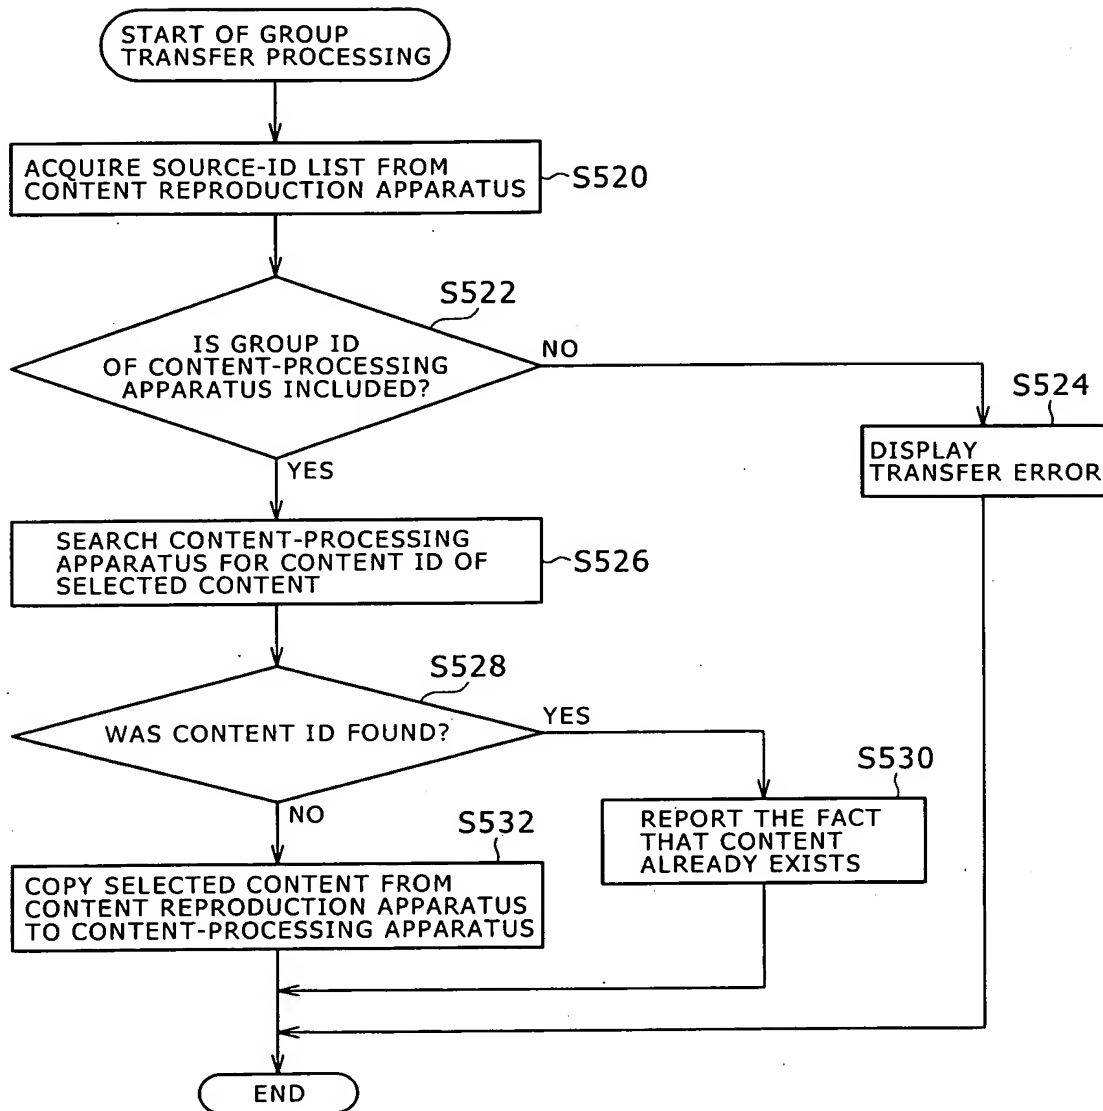 START OF GROUP
TRANSFER PROCESSING
ACQUIRE SOURCE-ID LIST FROM
CONTENT REPRODUCTION APPARATUS
S520
S522
IS GROUP ID
OF CONTENT-PROCESSING
APPARATUS INCLUDED?
NO
S524
DISPLAY
TRANSFER ERROR
YES
SEARCH CONTENT-PROCESSING
APPARATUS FOR CONTENT ID OF
SELECTED CONTENT
S526
S528
WAS CONTENT ID FOUND?
YES
S530
REPORT THE FACT
THAT CONTENT
ALREADY EXISTS
NO
S532
COPY SELECTED CONTENT FROM
CONTENT REPRODUCTION APPARATUS
TO CONTENT-PROCESSING APPARATUS
END